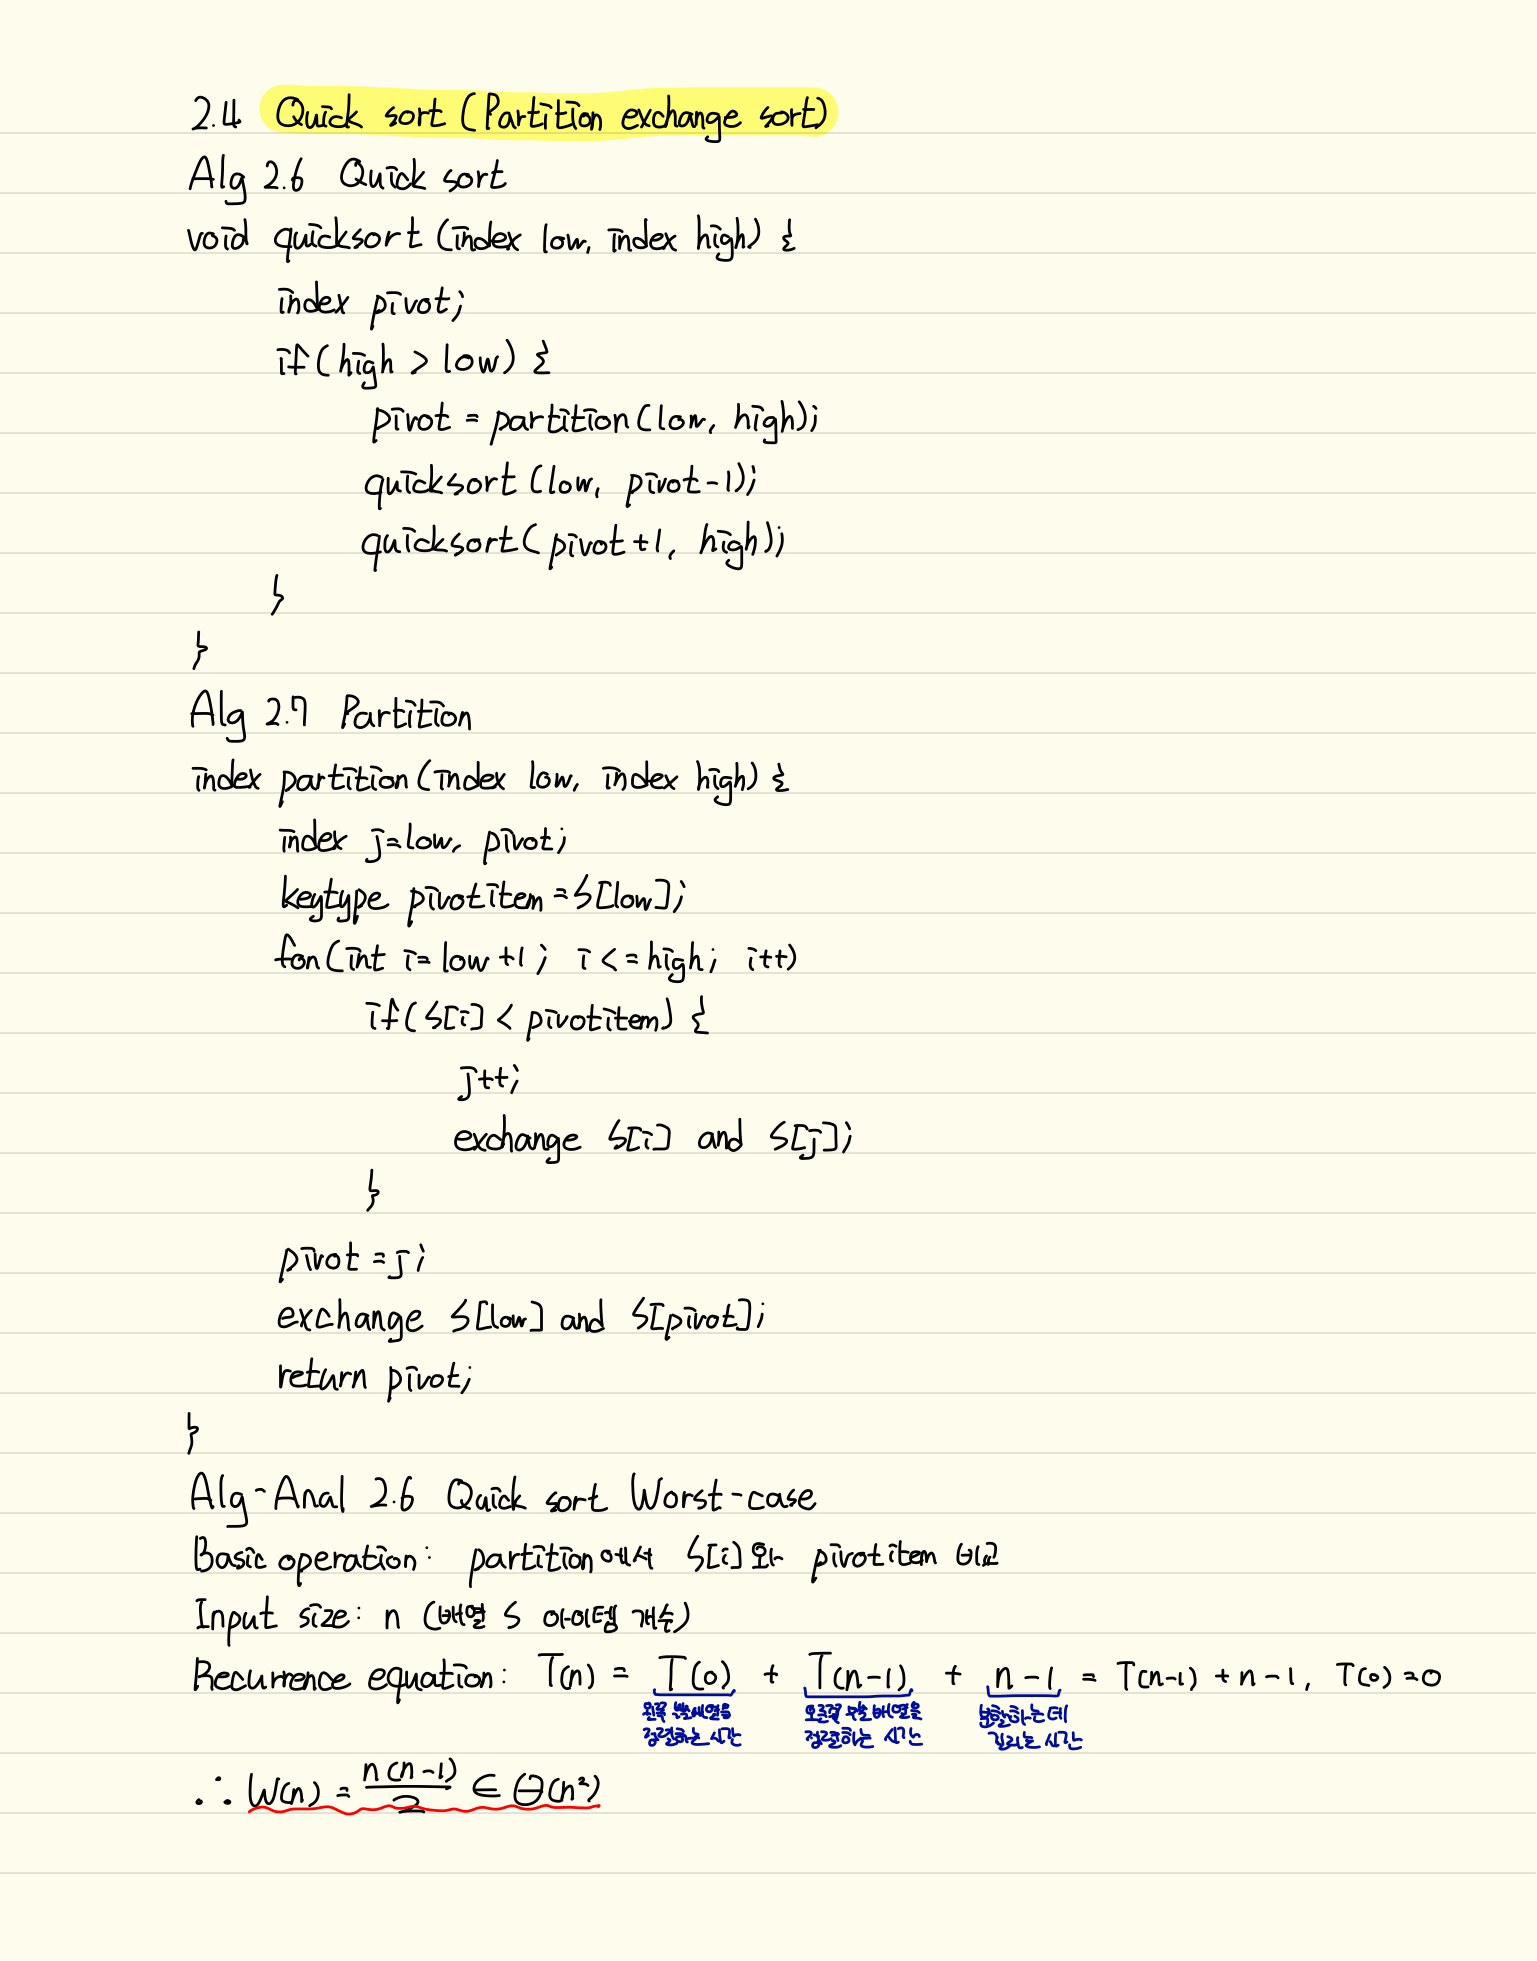 2.4 Quick sort (Partition exchange sort)
Alg 2.6 Quick sort
void quicksort (index low, index high) {
index pivot;
if (high > low) {
pivot = partition (low, high);
quicksort (low, pivot-1);
quicksort (pivot+1, high);
}
}
Alg 2.7 Partition
index partition (index low, index high) {
index j=low, pivot;
keytype pivotitem = S[low];
for (int i= low +1; i <= high; i++)
if (S[i] < pivotitem) {
j++;
exchange S[i] and S[j];
}
pivot = j;
exchange S[low] and S[pivot];
return pivot;
}
Alg-Anal 2.6 Quick sort Worst-case
Basic operation: partition에서 S[i]와 pivotitem 비교
Input size: n (배열 S 아이템 개수)
Recurrence equation: T(n) = T(0) + T(n-1) + n-1 = T(n-1) + n-1, T(0) = 0
왼쪽 부분배열을 오른쪽 부분배열을 분할하는데
정렬하는 시간 정렬하는 시간 걸리는 시간
∴ W(n) = n(n-1)/2 ∈ Θ(n²)